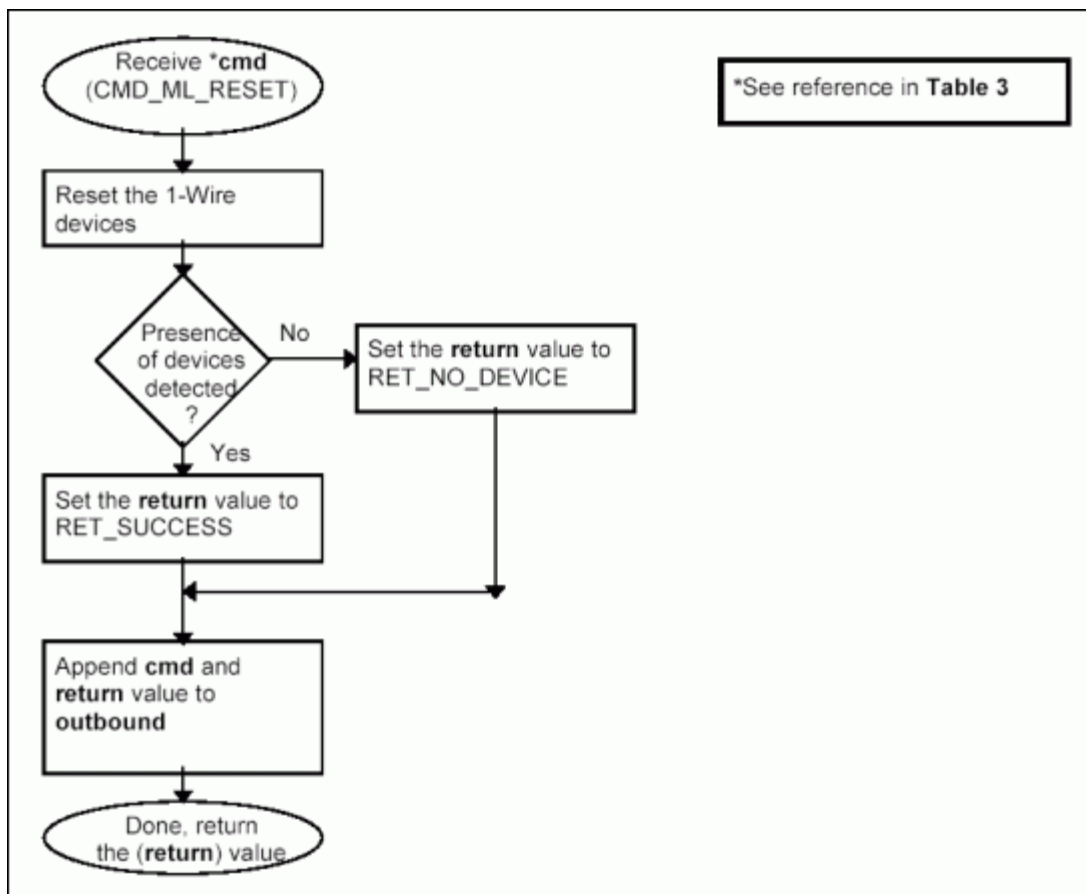 Receive *cmd
(CMD_ML_RESET)
*See reference in Table 3
Reset the 1-Wire
devices
Presence
of devices
detected
?
No
Set the return value to
RET_NO_DEVICE
Yes
Set the return value to
RET_SUCCESS
Append cmd and
return value to
outbound
Done, return
the (return) value